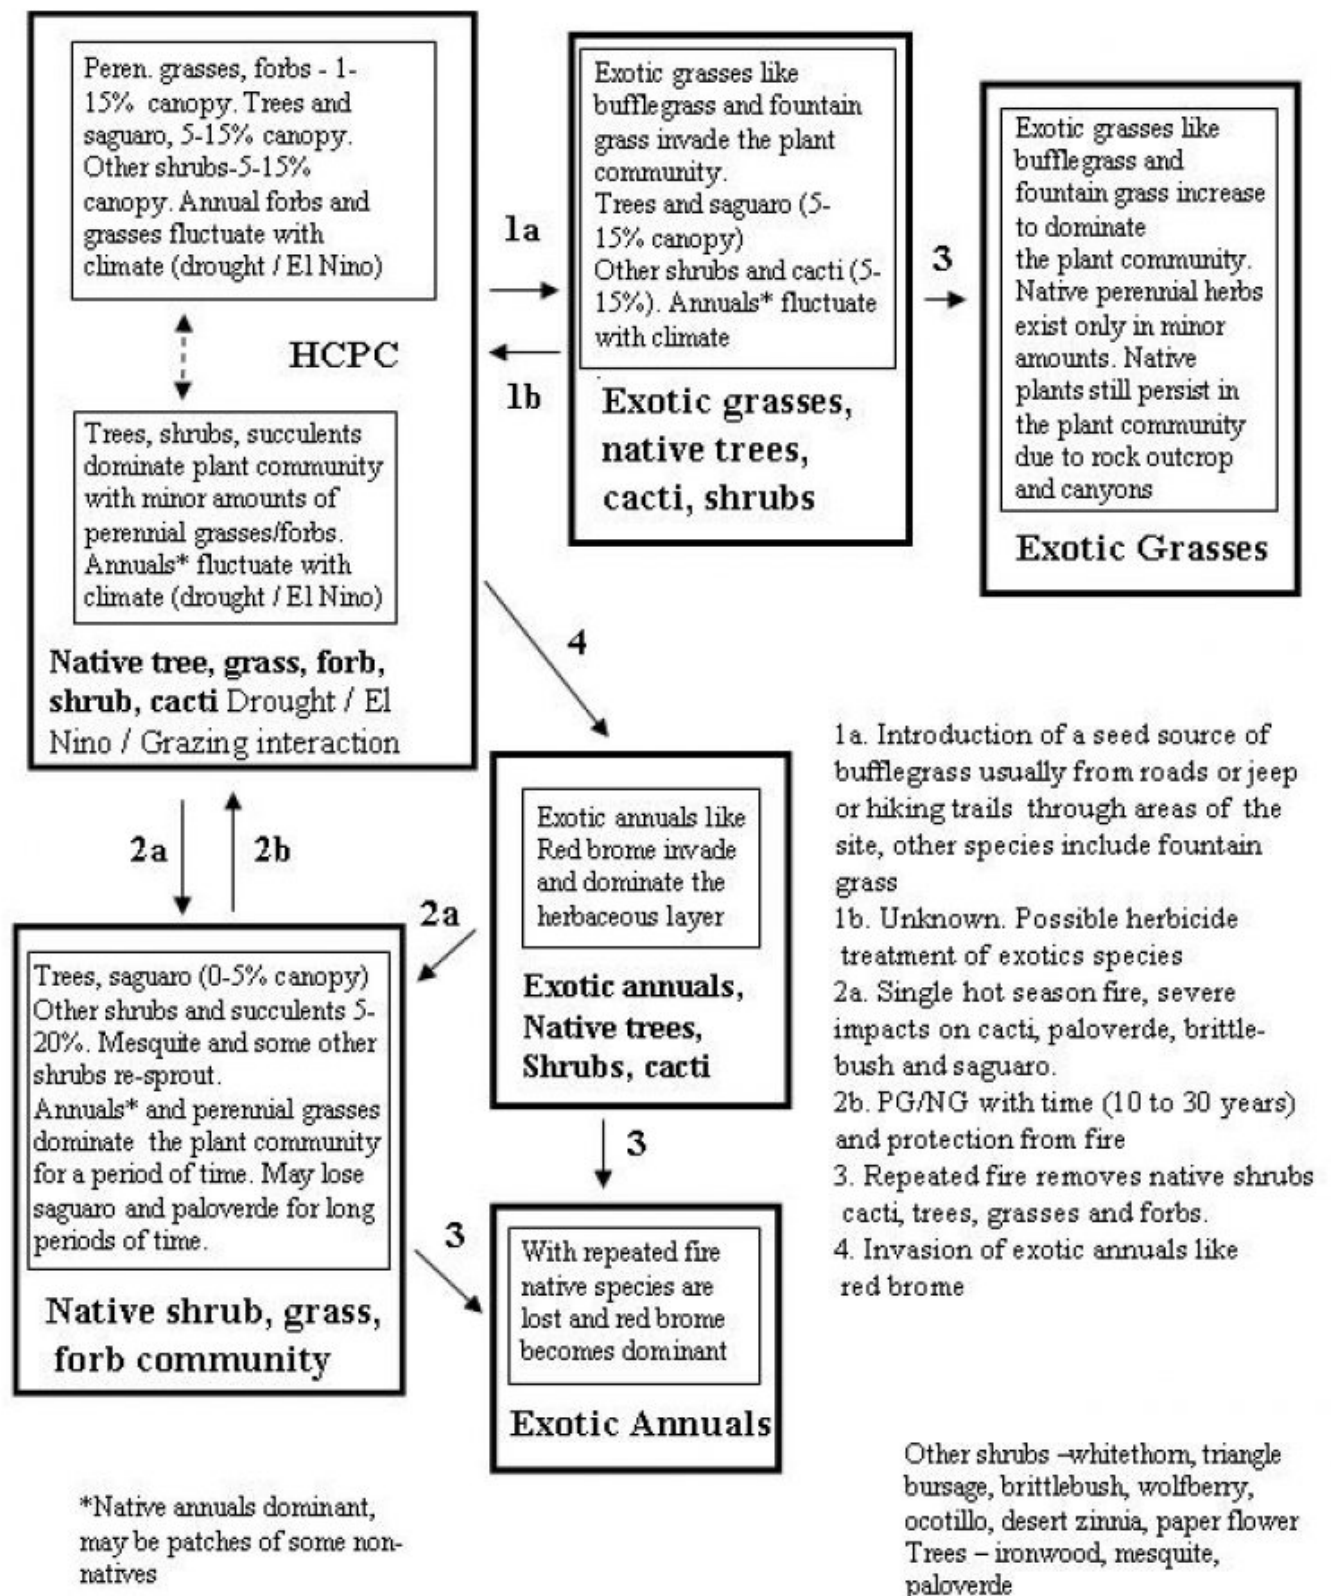 Peren. grasses, forbs - 1-
15% canopy. Trees and
saguaro, 5-15% canopy.
Other shrubs-5-15%
canopy. Annual forbs and
grasses fluctuate with
climate (drought / El Nino)
HCPC
Trees, shrubs, succulents
dominate plant community
with minor amounts of
perennial grasses/forbs.
Annuals* fluctuate with
climate (drought / El Nino)
Native tree, grass, forb,
shrub, cacti Drought / El
Nino / Grazing interaction
1a
1b
Exotic grasses like
bufflegrass and fountain
grass invade the plant
community.
Trees and saguaro (5-
15% canopy)
Other shrubs and cacti (5-
15%). Annuals* fluctuate
with climate
Exotic grasses,
native trees,
cacti, shrubs
3
Exotic grasses like
bufflegrass and
fountain grass increase
to dominate
the plant community.
Native perennial herbs
exist only in minor
amounts. Native
plants still persist in
the plant community
due to rock outcrop
and canyons
Exotic Grasses
4
2a
2b
Exotic annuals like
Red brome invade
and dominate the
herbaceous layer
Exotic annuals,
Native trees,
Shrubs, cacti
2a
Trees, saguaro (0-5% canopy)
Other shrubs and succulents 5-
20%. Mesquite and some other
shrubs re-sprout.
Annuals* and perennial grasses
dominate the plant community
for a period of time. May lose
saguaro and paloverde for long
periods of time.
Native shrub, grass,
forb community
3
3
With repeated fire
native species are
lost and red brome
becomes dominant
Exotic Annuals
1a. Introduction of a seed source of
bufflegrass usually from roads or jeep
or hiking trails through areas of the
site, other species include fountain
grass
1b. Unknown. Possible herbicide
treatment of exotics species
2a. Single hot season fire, severe
impacts on cacti, paloverde, brittle-
bush and saguaro.
2b. PG/NG with time (10 to 30 years)
and protection from fire
3. Repeated fire removes native shrubs
cacti, trees, grasses and forbs.
4. Invasion of exotic annuals like
red brome
*Native annuals dominant,
may be patches of some non-
natives
Other shrubs –whitethorn, triangle
bursage, brittlebush, wolfberry,
ocotillo, desert zinnia, paper flower
Trees – ironwood, mesquite,
paloverde